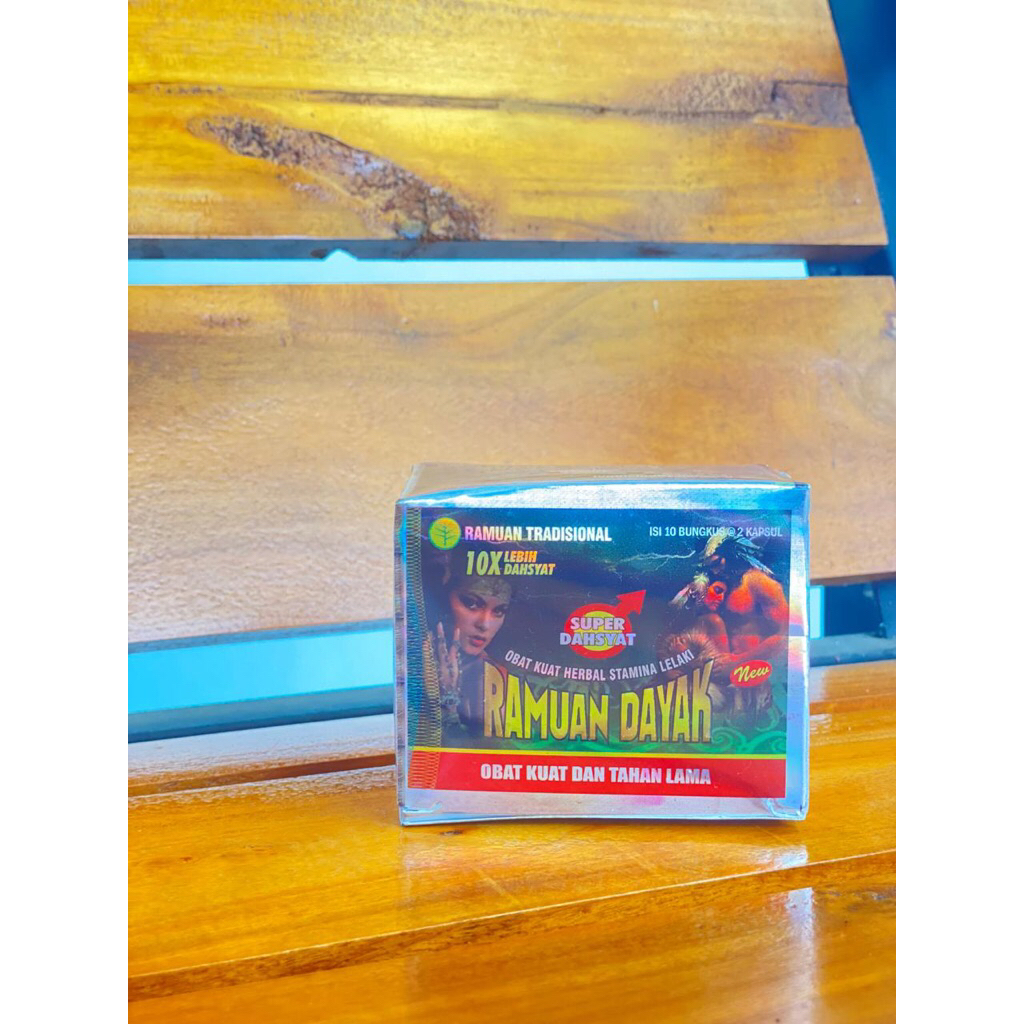 RAMUAN TRADISIONAL
ISI 10 BUNGKUS @ 2 KAPSUL
10X LEBIH DAHSYAT
SUPER
DAHSYAT
OBAT KUAT HERBAL STAMINA LELAKI
New
RAMUAN DAYAK
OBAT KUAT DAN TAHAN LAMA